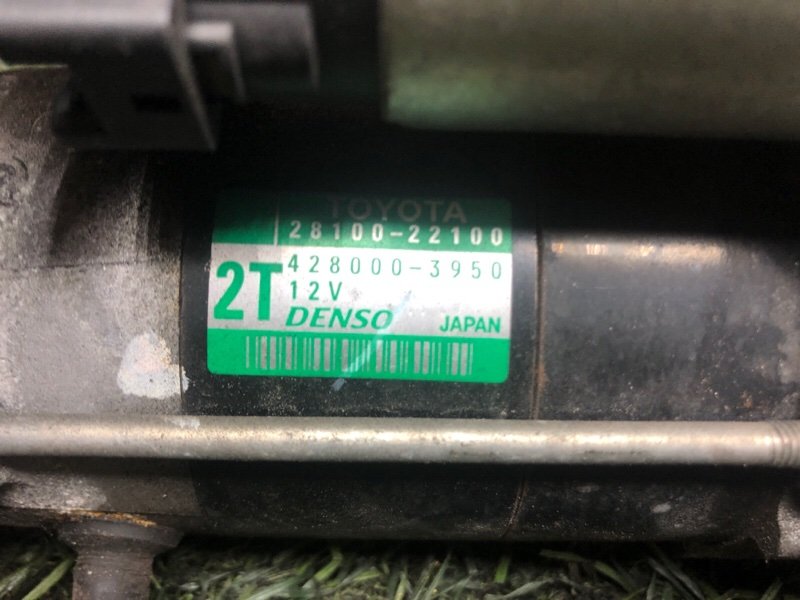 TOYOTA
28100-22100
2T
428000-3950
12V
DENSO JAPAN